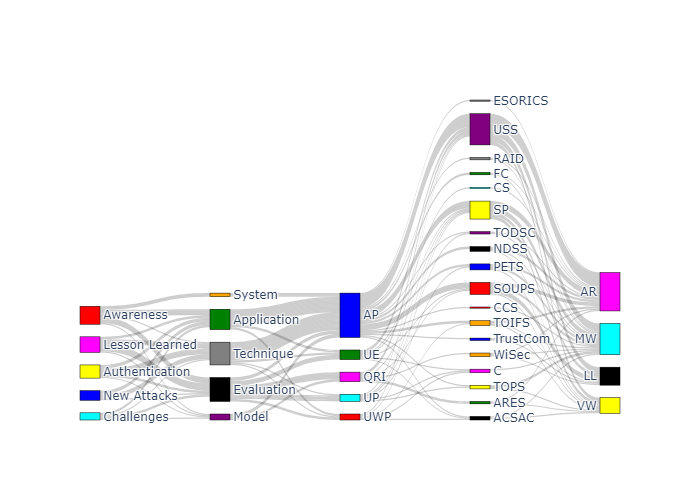 ESORICS
USS
RAID
FC
CS
SP
TODSC
NDSS
PETS
SOUPS
CCS
TOIFS
TrustCom
WiSec
C
TOPS
ARES
ACSAC
System
Application
Technique
Evaluation
Model
Awareness
Lesson Learned
Authentication
New Attacks
Challenges
AP
UE
QRI
UP
UWP
AR
MW
LL
VW